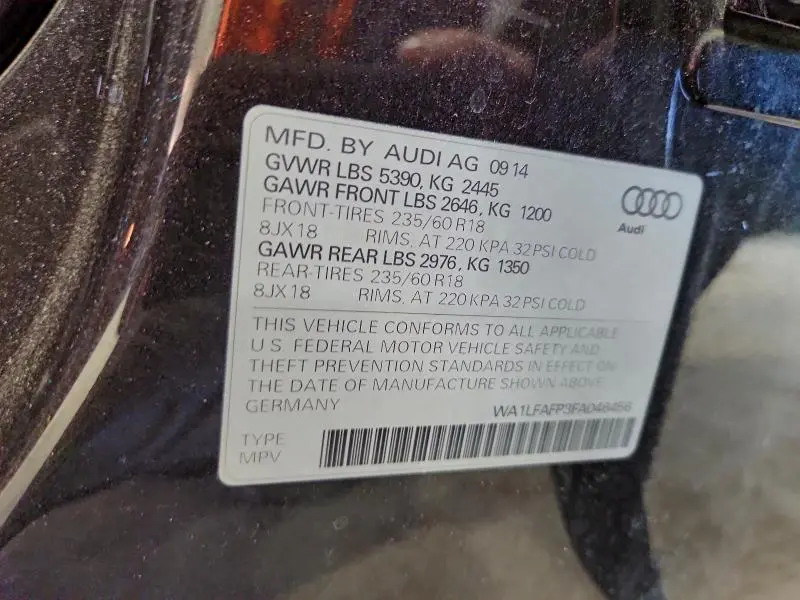 MFD. BY AUDI AG 09 14
GVWR LBS 5390, KG 2445
GAWR FRONT LBS 2646, KG 1200
FRONT-TIRES 235/60 R18
8JX18 RIMS, AT 220 KPA 32 PSI COLD
GAWR REAR LBS 2976, KG 1350
REAR-TIRES 235/60 R18
8JX18 RIMS, AT 220 KPA 32 PSI COLD
Audi
THIS VEHICLE CONFORMS TO ALL APPLICABLE
U.S. FEDERAL MOTOR VEHICLE SAFETY AND
THEFT PREVENTION STANDARDS IN EFFECT ON
THE DATE OF MANUFACTURE SHOWN ABOVE.
GERMANY WA1LFAFP3FA046456
TYPE
MPV